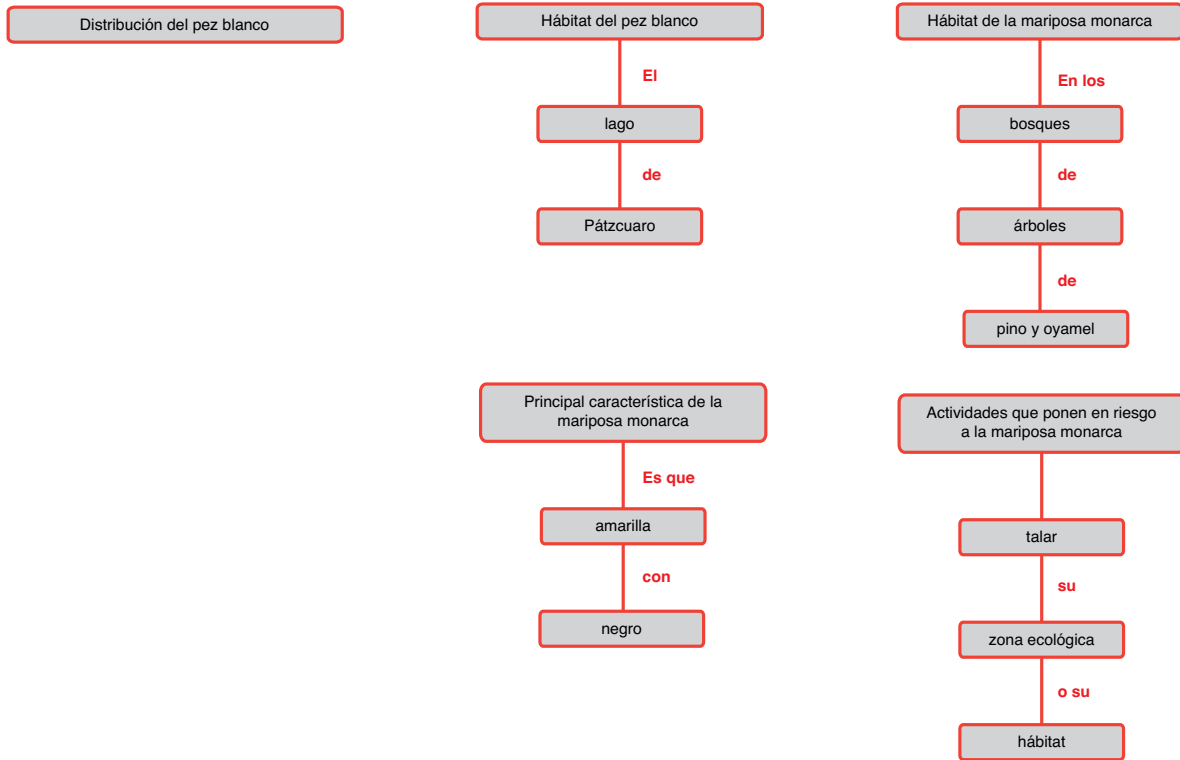 Distribución del pez blanco
Hábitat del pez blanco
El
lago
de
Pátzcuaro
Hábitat de la mariposa monarca
En los
bosques
de
árboles
de
pino y oyamel
Principal característica de la
mariposa monarca
Es que
amarilla
con
negro
Actividades que ponen en riesgo
a la mariposa monarca
talar
su
zona ecológica
o su
hábitat